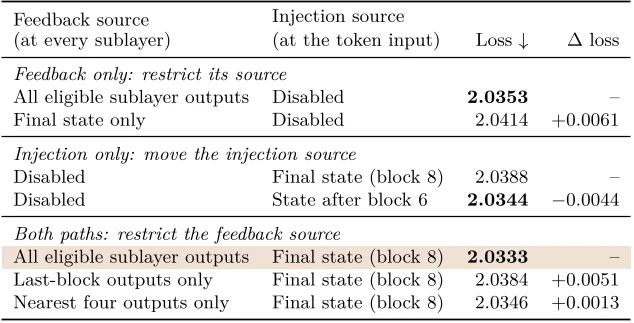 Feedback source Injection source
(at every sublayer) (at the token input) Loss ↓ Δ loss
Feedback only: restrict its source
All eligible sublayer outputs Disabled 2.0353 –
Final state only Disabled 2.0414 +0.0061
Injection only: move the injection source
Disabled Final state (block 8) 2.0388 –
Disabled State after block 6 2.0344 −0.0044
Both paths: restrict the feedback source
All eligible sublayer outputs Final state (block 8) 2.0333 –
Last-block outputs only Final state (block 8) 2.0384 +0.0051
Nearest four outputs only Final state (block 8) 2.0346 +0.0013